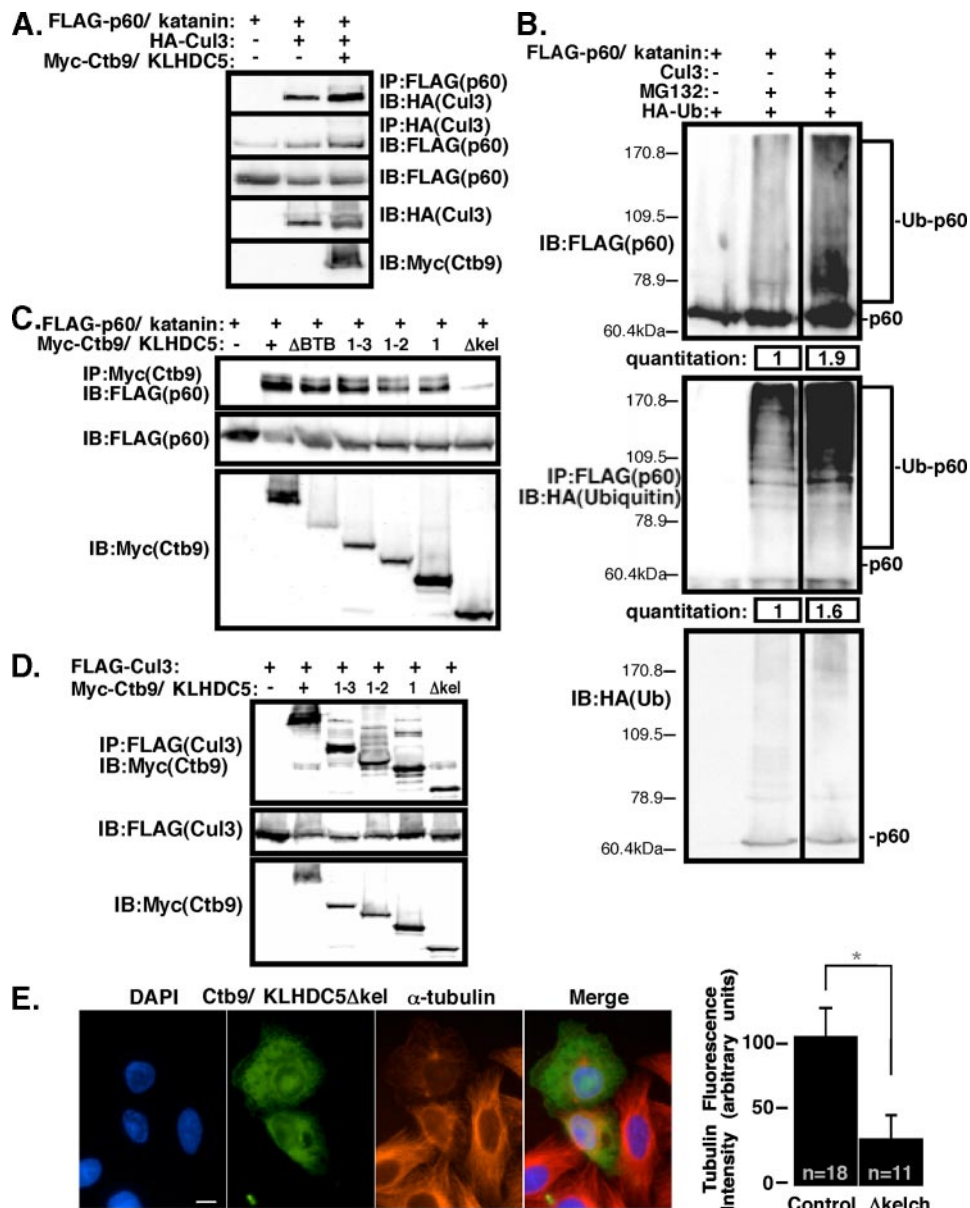 A.
FLAG-p60/ katanin: + + +
HA-Cul3: - + +
Myc-Ctb9/ KLHDC5: - - +
IP:FLAG(p60)
IB:HA(Cul3)
IP:HA(Cul3)
IB:FLAG(p60)
IB:FLAG(p60)
IB:HA(Cul3)
IB:Myc(Ctb9)
B.
FLAG-p60/ katanin: + + +
Cul3: - - +
MG132: - + +
HA-Ub: + + +
170.8
109.5
IB:FLAG(p60)
78.9
60.4kDa
-Ub-p60
-p60
quantitation: 1 1.9
170.8
109.5
IP:FLAG(p60)
IB:HA(Ubiquitin)
78.9
60.4kDa
-Ub-p60
-p60
quantitation: 1 1.6
170.8
IB:HA(Ub)
109.5
78.9
60.4kDa
-p60
C.
FLAG-p60/ katanin: + + + + + + +
Myc-Ctb9/ KLHDC5: - + ΔBTB 1-3 1-2 1 Δkel
IP:Myc(Ctb9)
IB:FLAG(p60)
IB:FLAG(p60)
IB:Myc(Ctb9)
D.
FLAG-Cul3: + + + + + +
Myc-Ctb9/ KLHDC5: - + 1-3 1-2 1 Δkel
IP:FLAG(Cul3)
IB:Myc(Ctb9)
IB:FLAG(Cul3)
IB:Myc(Ctb9)
E.
DAPI Ctb9/ KLHDC5Δkel α-tubulin Merge
Tubulin Fluorescence
Intensity (arbitrary units)
100
50
0
*
n=18 n=11
Control Δkelch